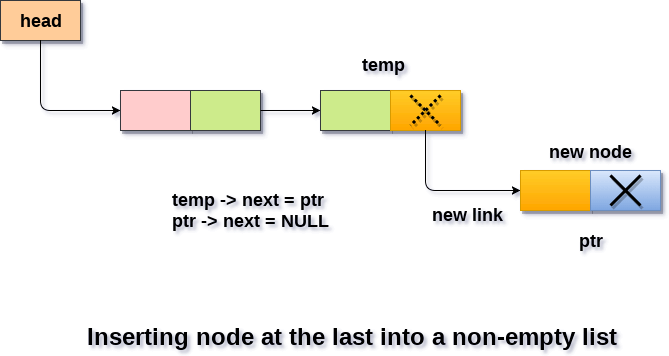 head
temp
new node
temp -> next = ptr
ptr -> next = NULL
new link
ptr
Inserting node at the last into a non-empty list